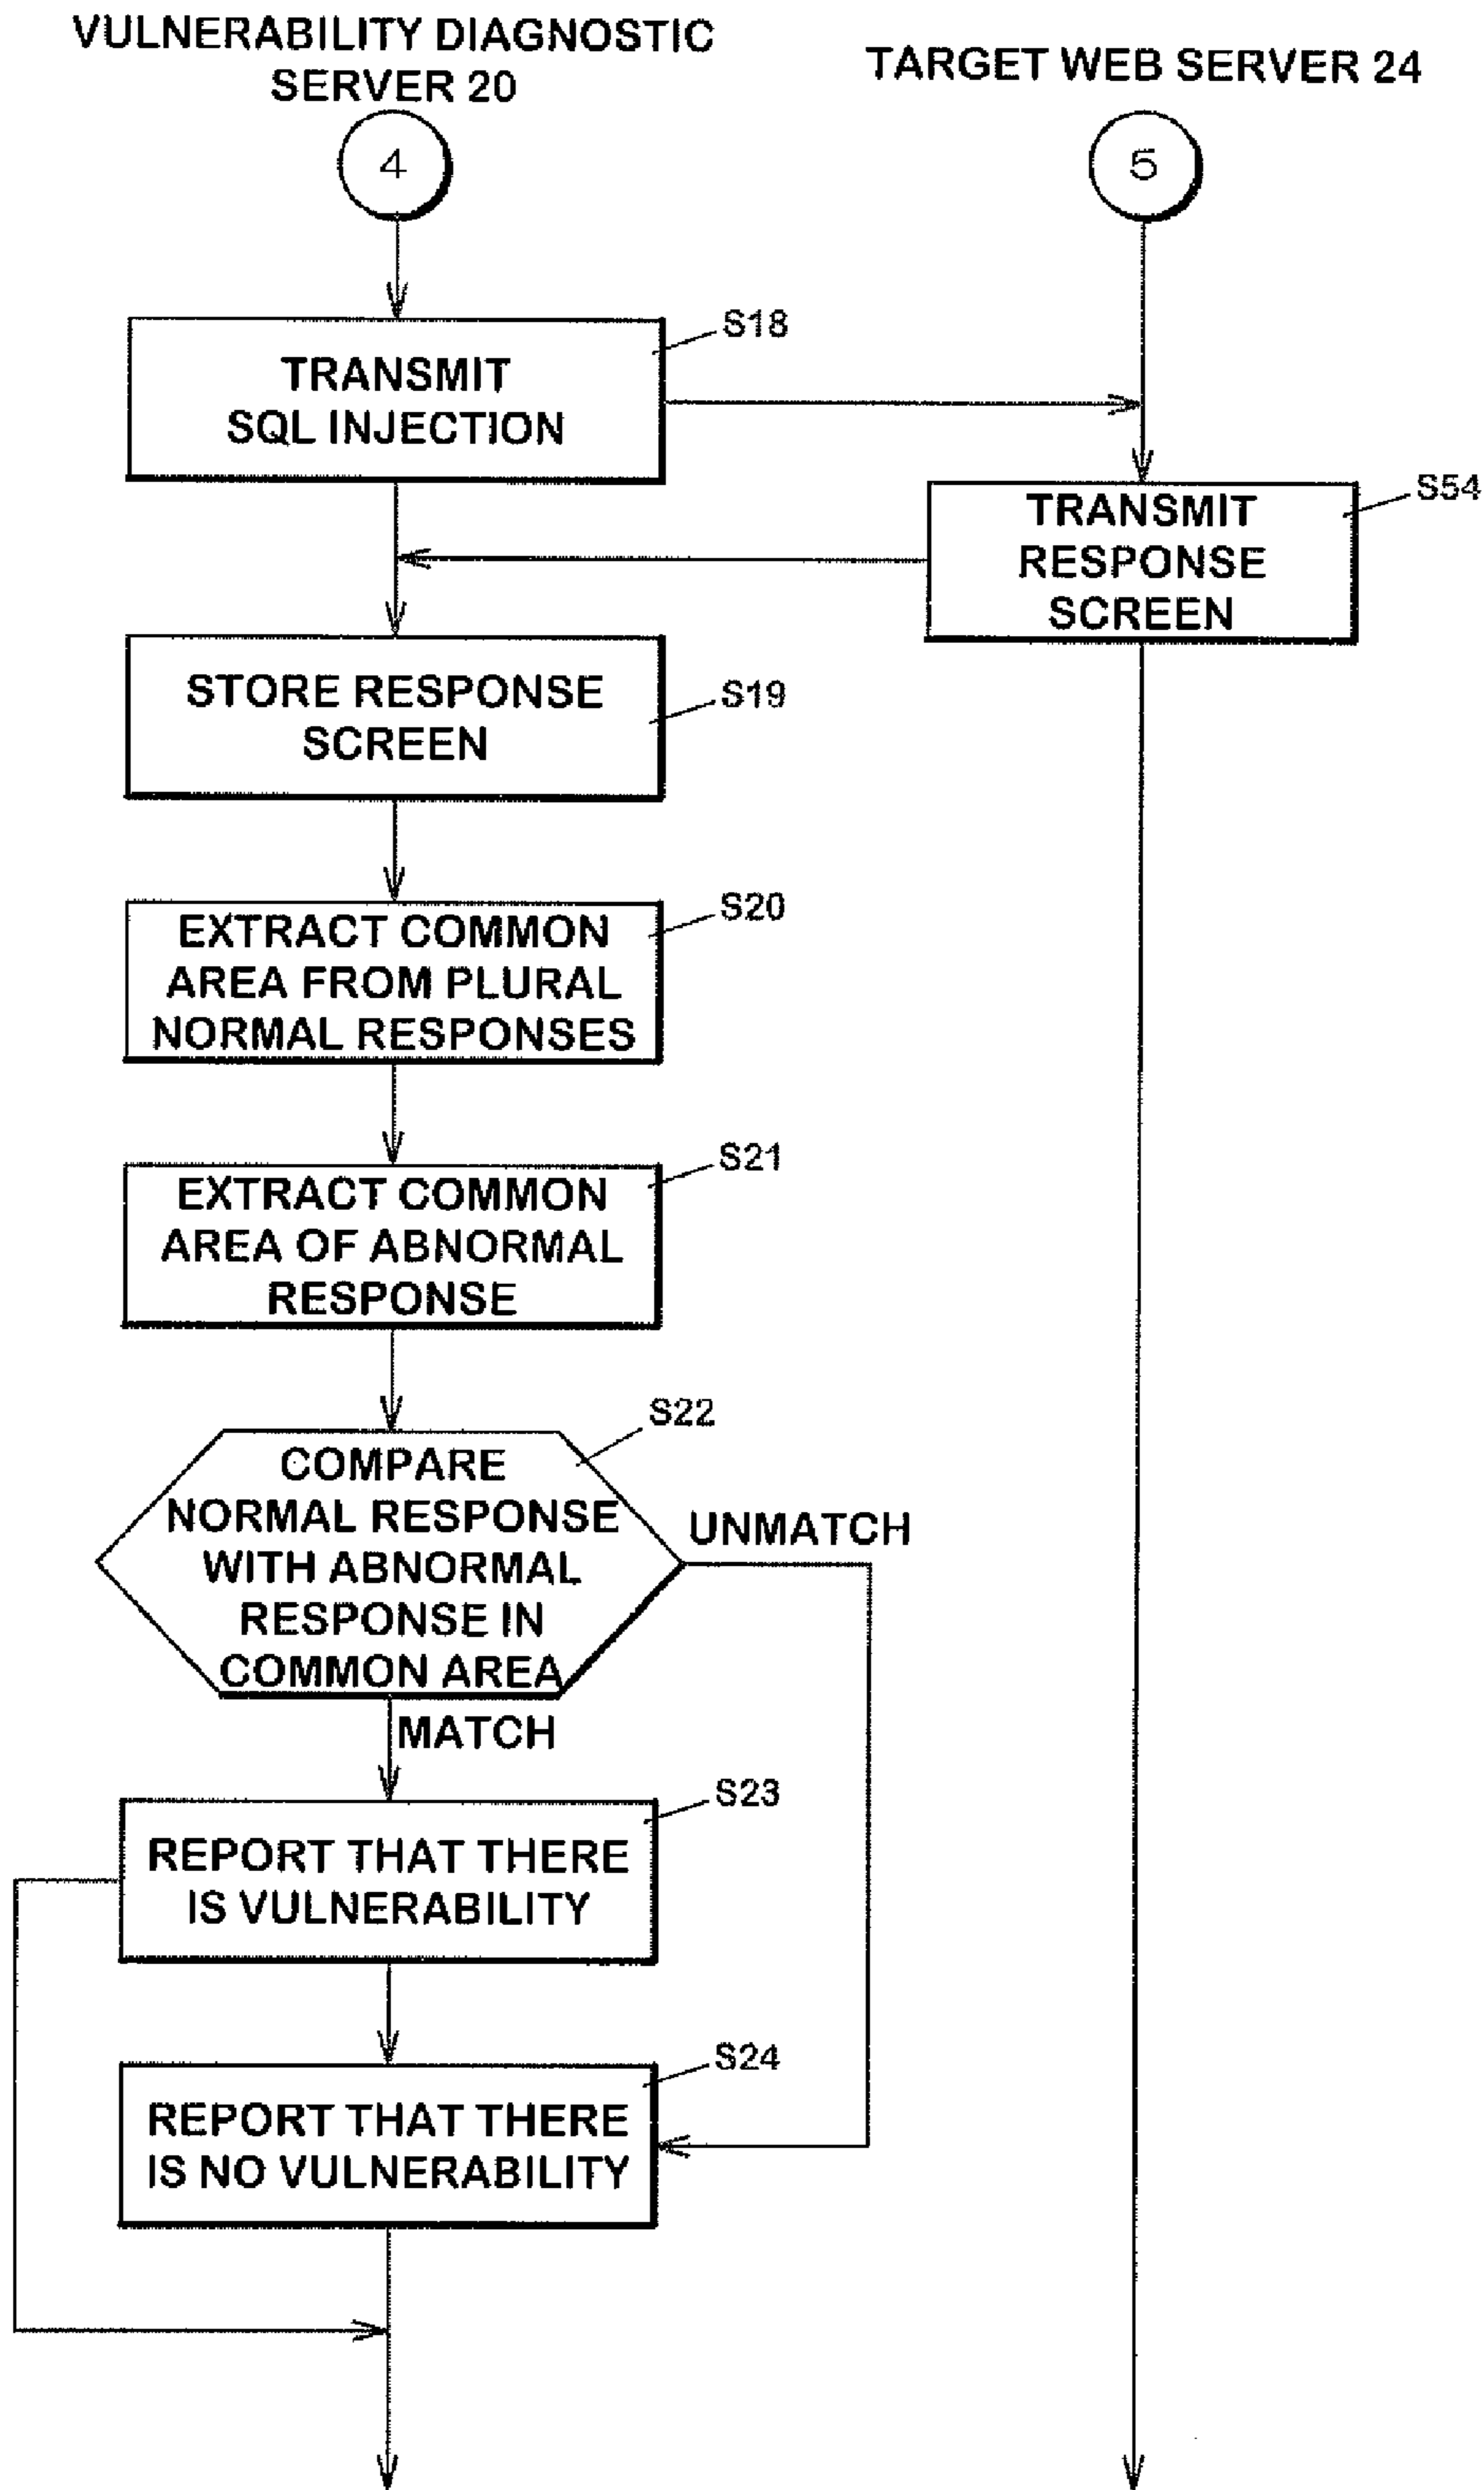 VULNERABILITY DIAGNOSTIC
SERVER 20
TARGET WEB SERVER 24
4
5
S18
TRANSMIT
SQL INJECTION
S54
TRANSMIT
RESPONSE
SCREEN
S19
STORE RESPONSE
SCREEN
S20
EXTRACT COMMON
AREA FROM PLURAL
NORMAL RESPONSES
S21
EXTRACT COMMON
AREA OF ABNORMAL
RESPONSE
S22
COMPARE
NORMAL RESPONSE
WITH ABNORMAL
RESPONSE IN
COMMON AREA
UNMATCH
MATCH
S23
REPORT THAT THERE
IS VULNERABILITY
S24
REPORT THAT THERE
IS NO VULNERABILITY